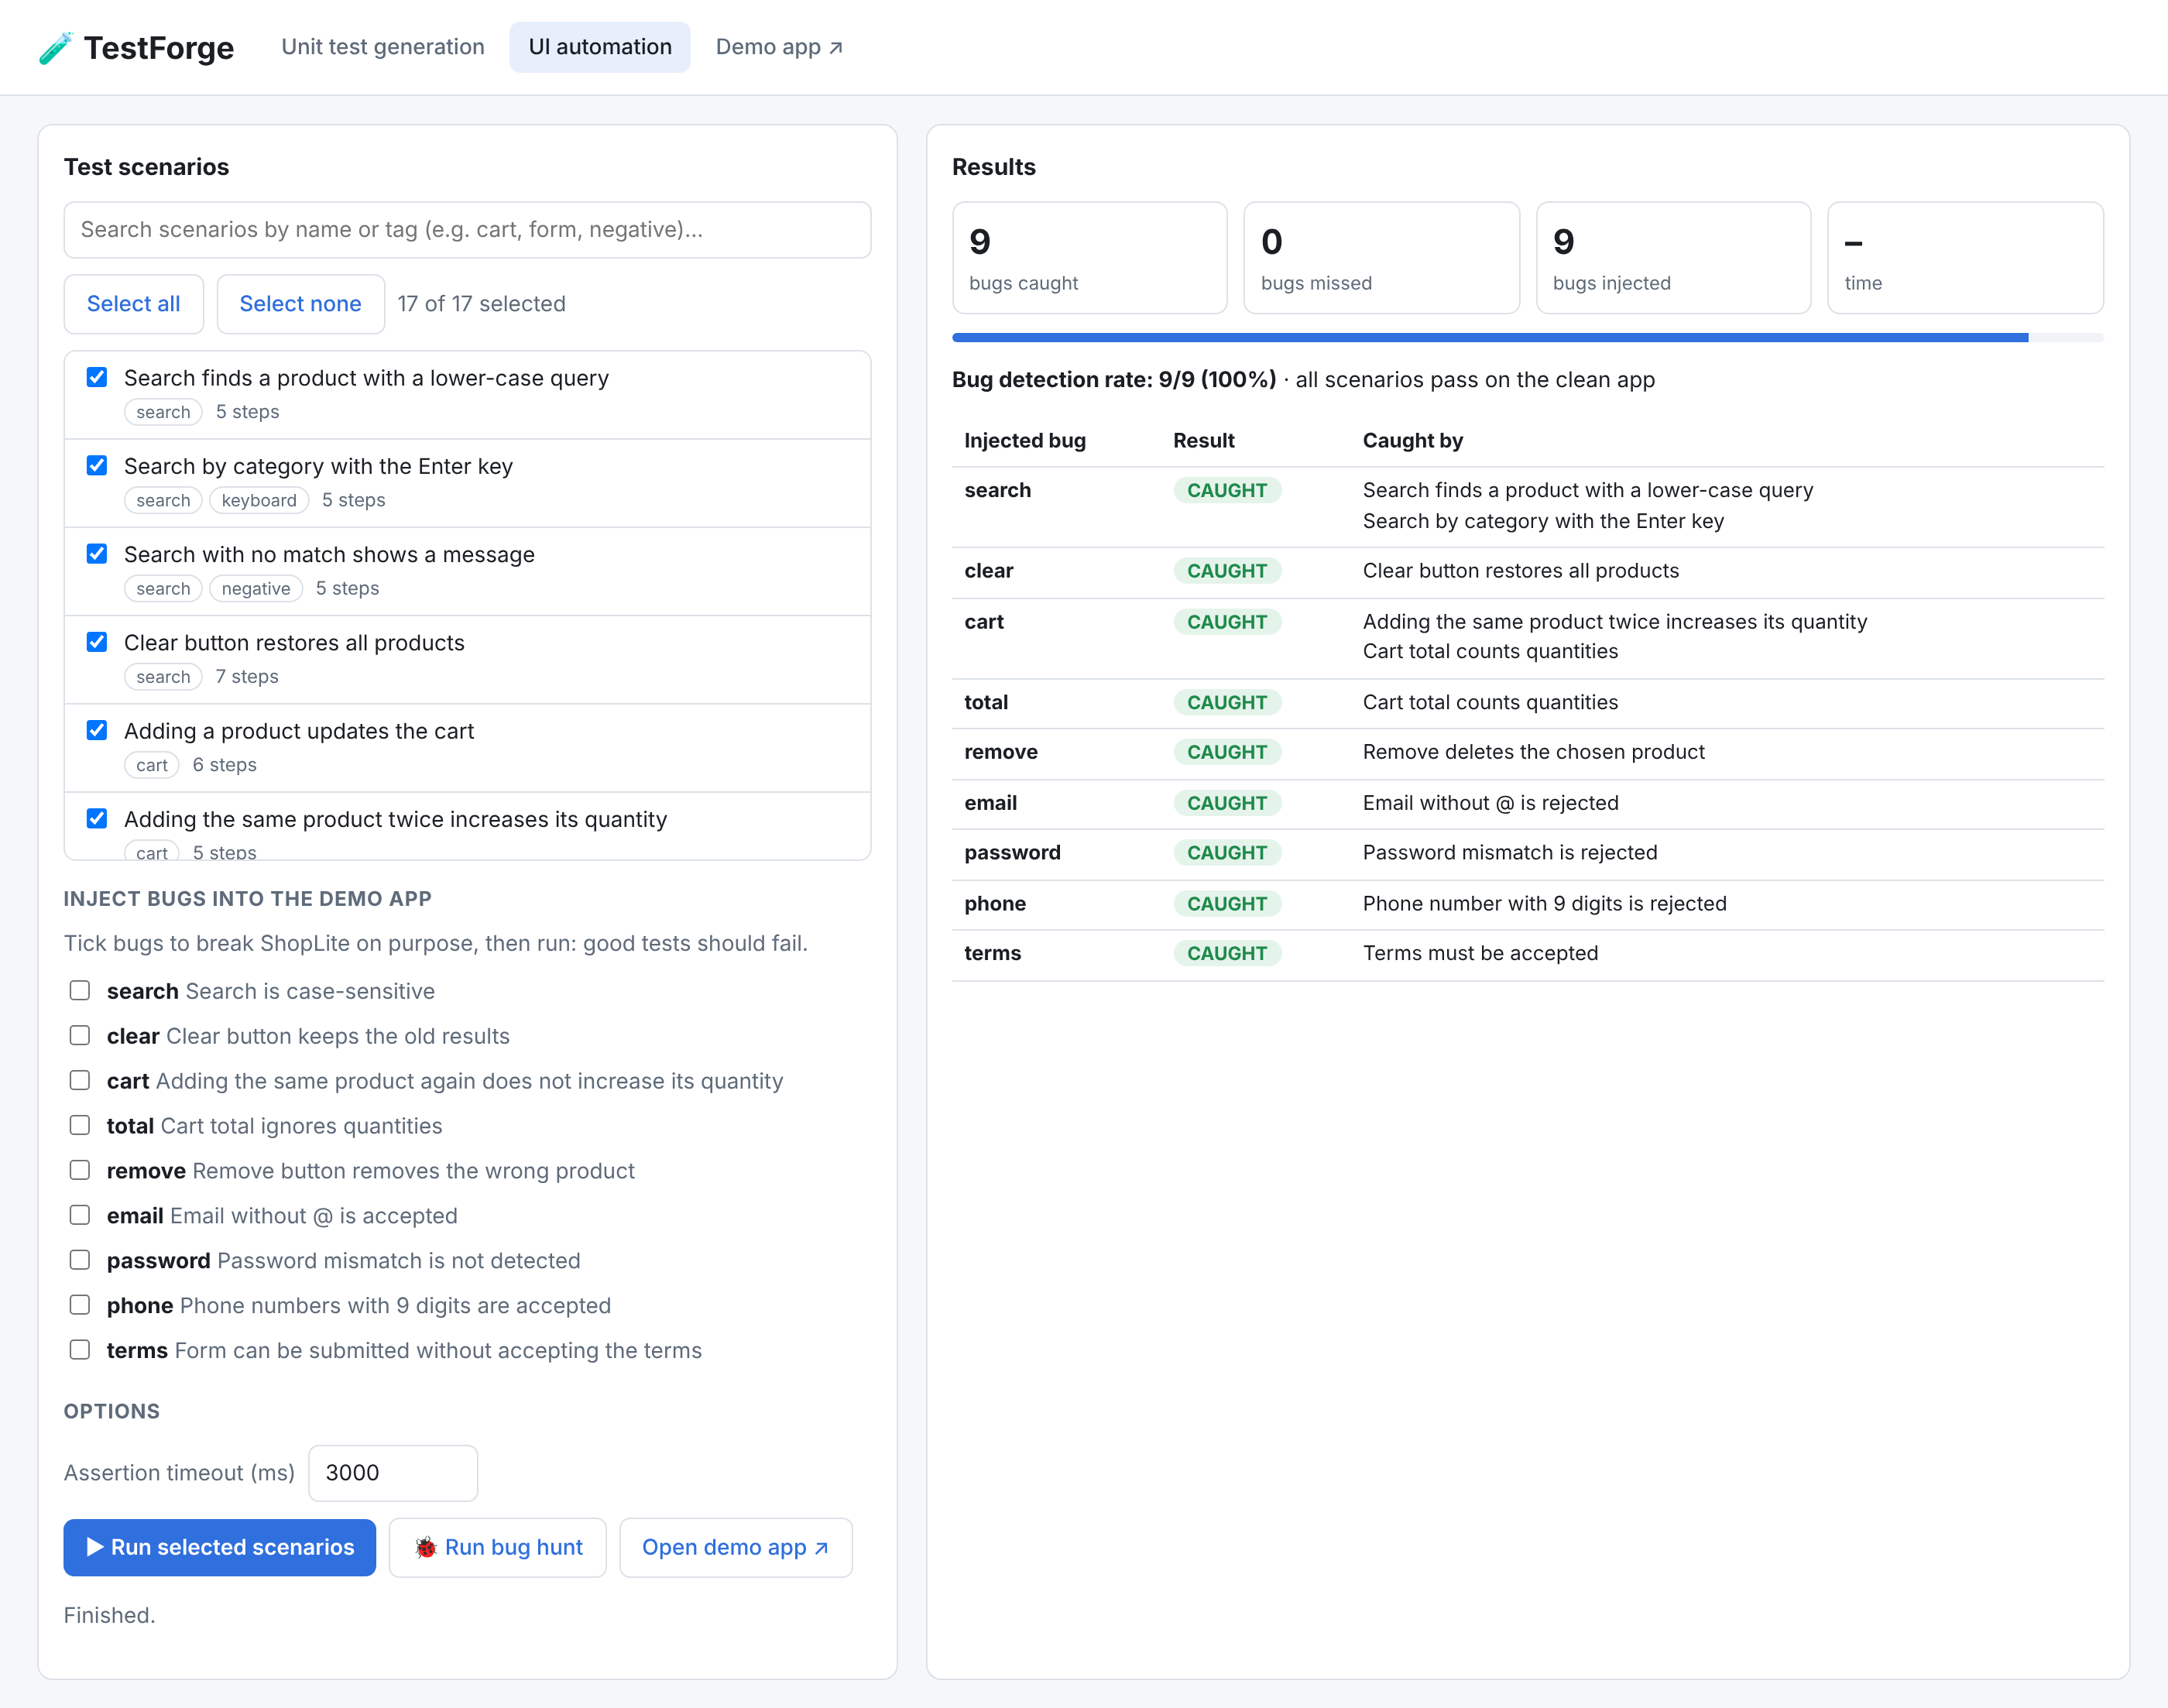 TestForge
Unit test generation
UI automation
Demo app ↗
Test scenarios
Search scenarios by name or tag (e.g. cart, form, negative)...
Select all
Select none
17 of 17 selected
Search finds a product with a lower-case query
search 5 steps
Search by category with the Enter key
search keyboard 5 steps
Search with no match shows a message
search negative 5 steps
Clear button restores all products
search 7 steps
Adding a product updates the cart
cart 6 steps
Adding the same product twice increases its quantity
cart 5 steps
INJECT BUGS INTO THE DEMO APP
Tick bugs to break ShopLite on purpose, then run: good tests should fail.
search Search is case-sensitive
clear Clear button keeps the old results
cart Adding the same product again does not increase its quantity
total Cart total ignores quantities
remove Remove button removes the wrong product
email Email without @ is accepted
password Password mismatch is not detected
phone Phone numbers with 9 digits are accepted
terms Form can be submitted without accepting the terms
OPTIONS
Assertion timeout (ms) 3000
▶ Run selected scenarios
🐞 Run bug hunt
Open demo app ↗
Finished.
Results
9
bugs caught
0
bugs missed
9
bugs injected
–
time
Bug detection rate: 9/9 (100%) · all scenarios pass on the clean app
Injected bug Result Caught by
search CAUGHT Search finds a product with a lower-case query
Search by category with the Enter key
clear CAUGHT Clear button restores all products
cart CAUGHT Adding the same product twice increases its quantity
Cart total counts quantities
total CAUGHT Cart total counts quantities
remove CAUGHT Remove deletes the chosen product
email CAUGHT Email without @ is rejected
password CAUGHT Password mismatch is rejected
phone CAUGHT Phone number with 9 digits is rejected
terms CAUGHT Terms must be accepted